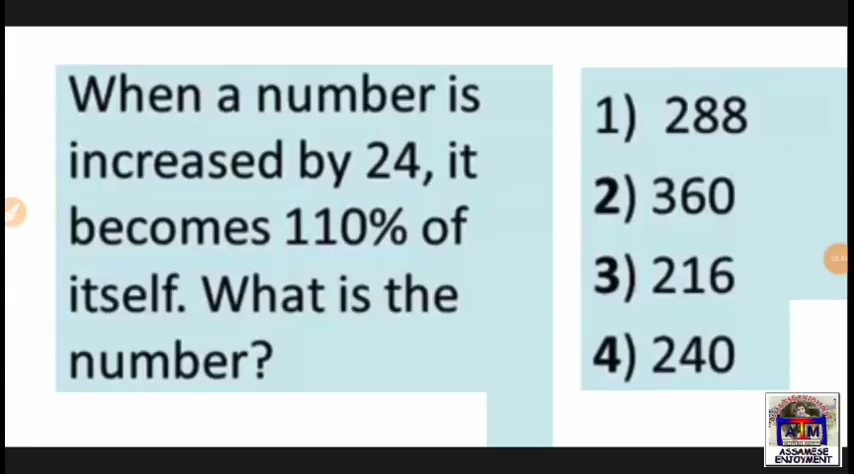 When a number is
increased by 24, it
becomes 110% of
itself. What is the
number?
1) 288
2) 360
3) 216
4) 240
ASSAMESE
ENJOYMENT